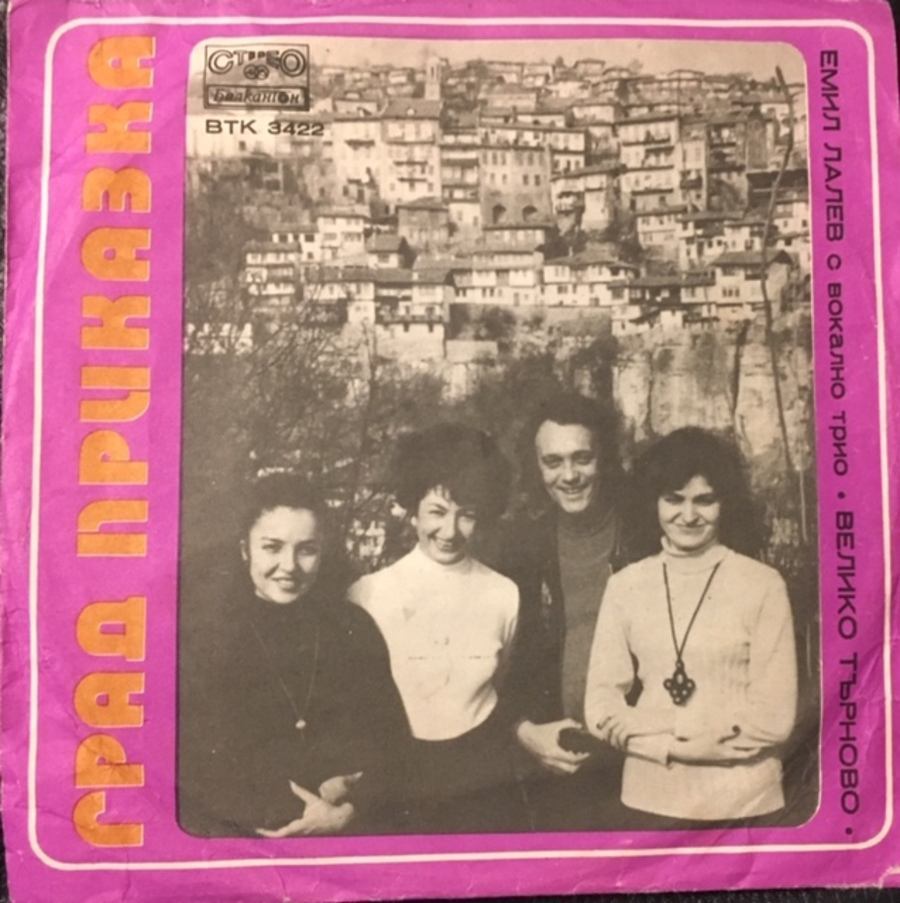 ГРАД ПРИКАЗКА
СТЕРЕО
Балкантон
ВТК 3422
ЕМИЛ ЛАЛЕВ с вокално трио • ВЕЛИКО ТЪРНОВО •